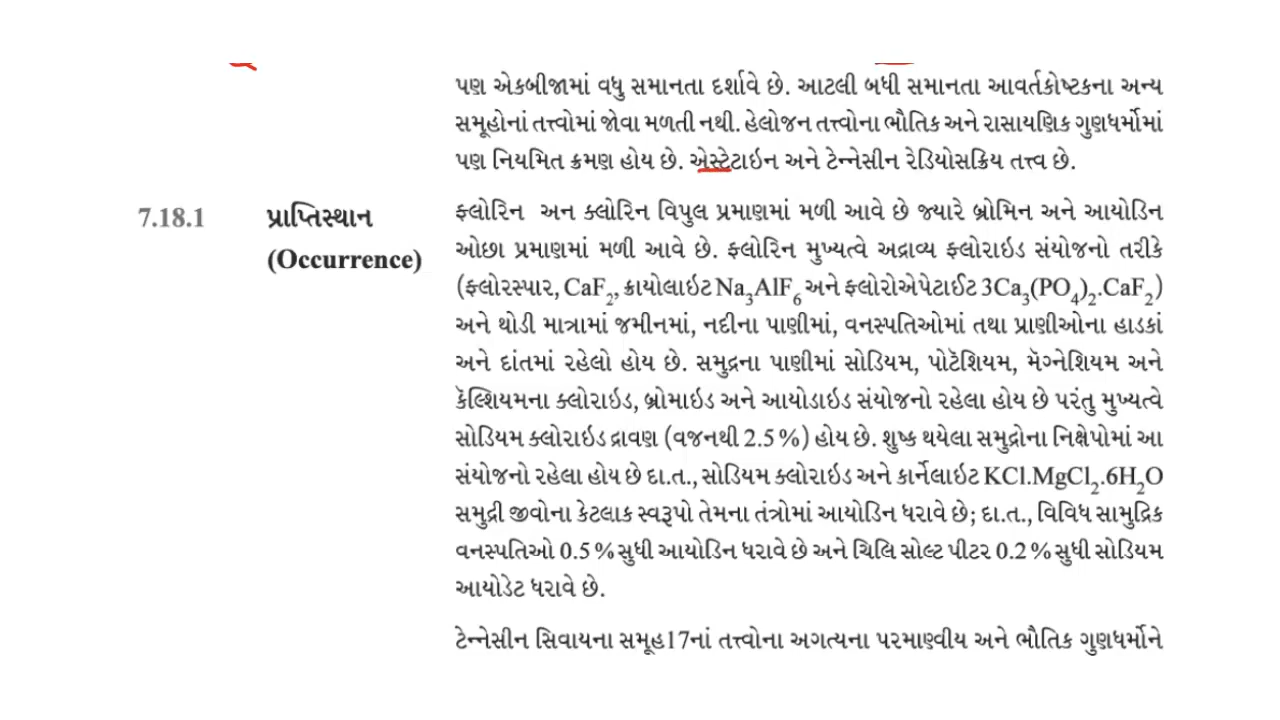 પણ એકબીજામાં વધુ સમાનતા દર્શાવે છે. આટલી બધી સમાનતા આવર્તકોષ્ટકના અન્ય
સમૂહોનાં તત્ત્વોમાં જોવા મળતી નથી. હેલોજન તત્ત્વોના ભૌતિક અને રાસાયણિક ગુણધર્મોમાં
પણ નિયમિત ક્રમણ હોય છે. એસ્ટેટાઇન અને ટેન્નેસીન રેડિયોસક્રિય તત્ત્વ છે.
7.18.1 પ્રાપ્તિસ્થાન
(Occurrence)
ફ્લોરિન અન ક્લોરિન વિપુલ પ્રમાણમાં મળી આવે છે જ્યારે બ્રોમિન અને આયોડિન
ઓછા પ્રમાણમાં મળી આવે છે. ફ્લોરિન મુખ્યત્વે અદ્રાવ્ય ફ્લોરાઇડ સંયોજનો તરીકે
(ફ્લોરસ્પાર, CaF₂, ક્રાયોલાઇટ Na₃AlF₆ અને ફ્લોરોએપેટાઈટ 3Ca₃(PO₄)₂.CaF₂)
અને થોડી માત્રામાં જમીનમાં, નદીના પાણીમાં, વનસ્પતિઓમાં તથા પ્રાણીઓના હાડકાં
અને દાંતમાં રહેલો હોય છે. સમુદ્રના પાણીમાં સોડિયમ, પોટૅશિયમ, મૅગ્નેશિયમ અને
કૅલ્શિયમના ક્લોરાઇડ, બ્રોમાઇડ અને આયોડાઇડ સંયોજનો રહેલા હોય છે પરંતુ મુખ્યત્વે
સોડિયમ ક્લોરાઇડ દ્રાવણ (વજનથી 2.5%) હોય છે. શુષ્ક થયેલા સમુદ્રોના નિક્ષેપોમાં આ
સંયોજનો રહેલા હોય છે દા.ત., સોડિયમ ક્લોરાઇડ અને કાર્નેલાઇટ KCl.MgCl₂.6H₂O
સમુદ્રી જીવોના કેટલાક સ્વરૂપો તેમના તંત્રોમાં આયોડિન ધરાવે છે; દા.ત., વિવિધ સામુદ્રિક
વનસ્પતિઓ 0.5% સુધી આયોડિન ધરાવે છે અને ચિલિ સોલ્ટ પીટર 0.2% સુધી સોડિયમ
આયોડેટ ધરાવે છે.
ટેન્નેસીન સિવાયના સમૂહ17નાં તત્ત્વોના અગત્યના પરમાણ્વીય અને ભૌતિક ગુણધર્મોને